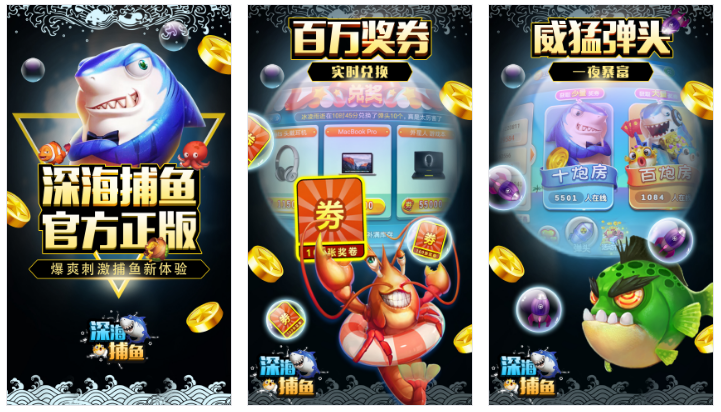 深海捕鱼
官方正版
爆爽刺激捕鱼新体验
深海
捕鱼
百万奖券
实时兑换
兑奖
MacBook Pro
券
张奖卷
券
深海
捕鱼
威猛弹头
一夜暴富
十炮房
5501 人在线
百炮房
1064 人在线
深海
捕鱼